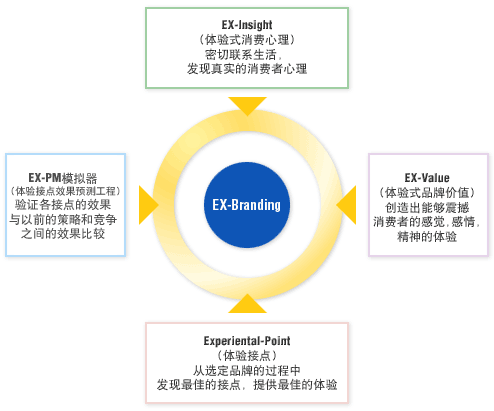 EX-Insight
（体验式消费心理）
密切联系生活，
发现真实的消费者心理
EX-PM模拟器
（体验接点效果预测工程）
验证各接点的效果
与以前的策略和竞争
之间的效果比较
EX-Branding
EX-Value
（体验式品牌价值）
创造出能够震撼
消费者的感觉，感情，
精神的体验
Experiental-Point
（体验接点）
从选定品牌的过程中
发现最佳的接点，提供最佳的体验